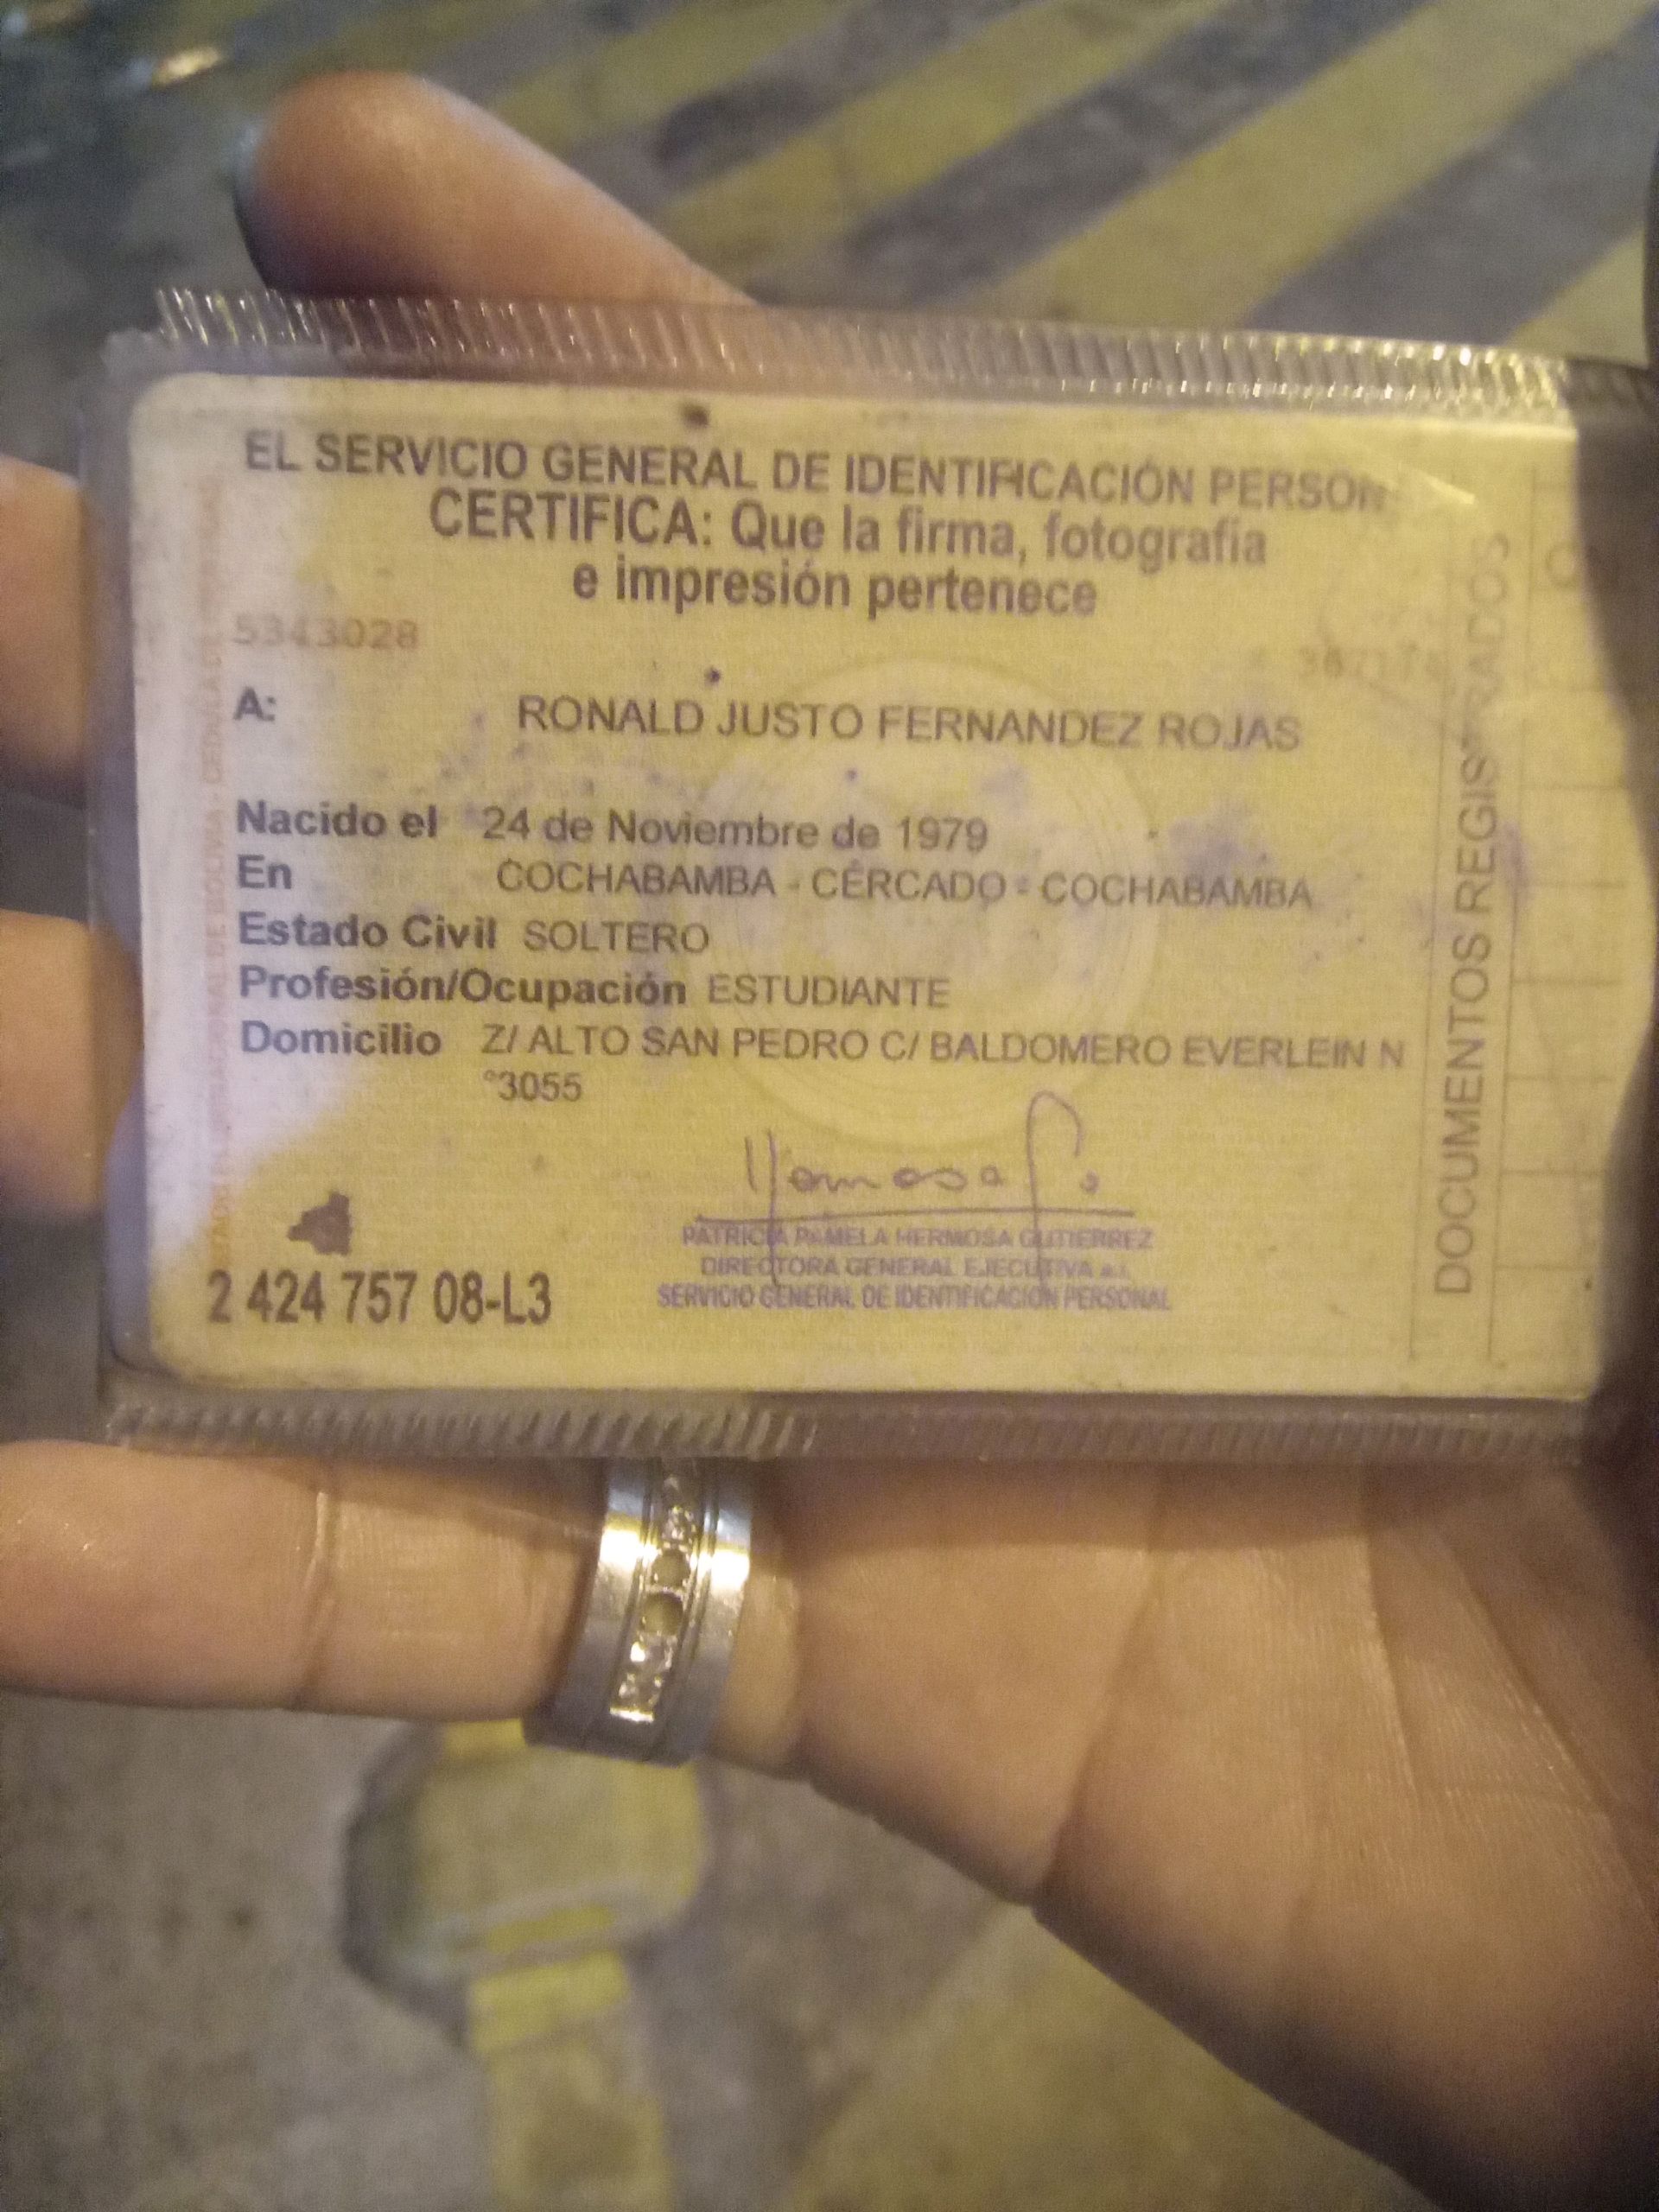 EL SERVICIO GENERAL DE IDENTIFICACIÓN PERSON
CERTIFICA: Que la firma, fotografía
e impresión pertenece
5343028
A: RONALD JUSTO FERNANDEZ ROJAS
Nacido el 24 de Noviembre de 1979
En COCHABAMBA - CERCADO - COCHABAMBA
Estado Civil SOLTERO
Profesión/Ocupación ESTUDIANTE
Domicilio Z/ ALTO SAN PEDRO C/ BALDOMERO EVERLEIN N
°3055
Hermosa G.
PATRICIA PAMELA HERMOSA GUTIERREZ
DIRECTORA GENERAL EJECUTIVA a.i.
SERVICIO GENERAL DE IDENTIFICACIÓN PERSONAL
2 424 757 08-L3
DOCUMENTOS REGISTRADOS